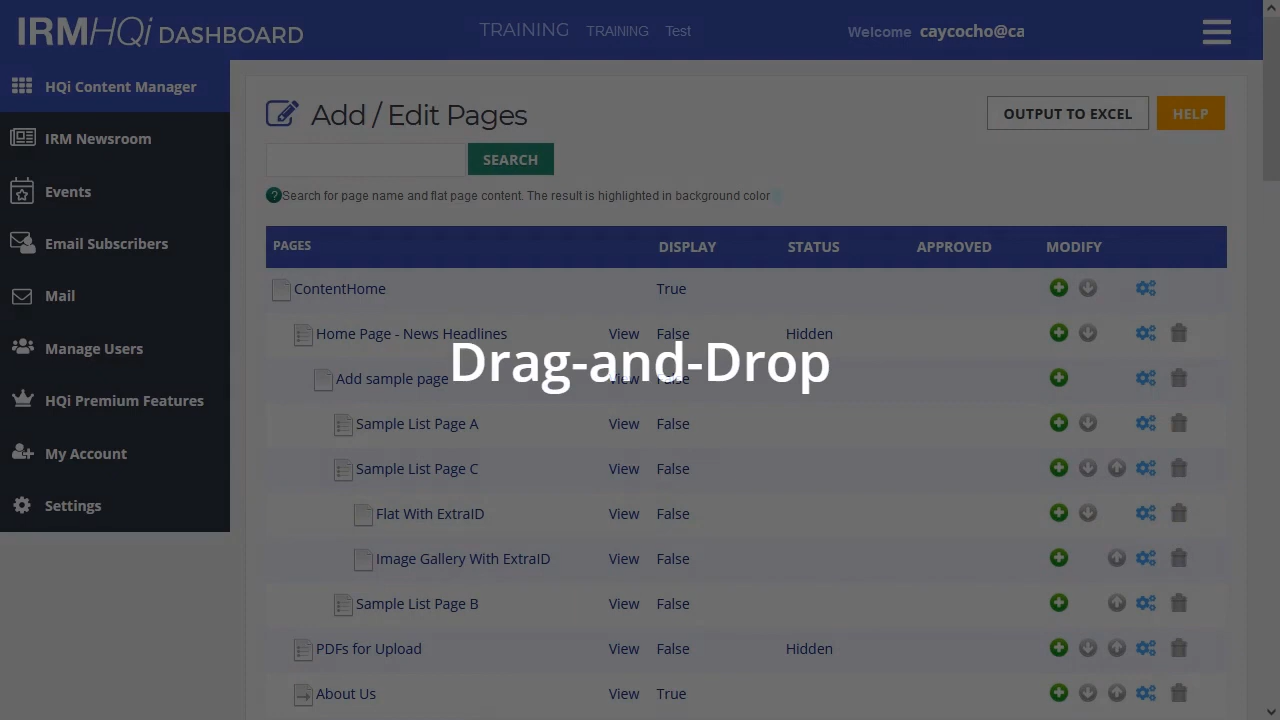 IRMHQi DASHBOARD
TRAINING TRAINING Test
Welcome caycocho@ca
HQi Content Manager
IRM Newsroom
Events
Email Subscribers
Mail
Manage Users
HQi Premium Features
My Account
Settings
Add / Edit Pages
OUTPUT TO EXCEL
HELP
SEARCH
?Search for page name and flat page content. The result is highlighted in background color
PAGES DISPLAY STATUS APPROVED MODIFY
ContentHome True
Home Page - News Headlines View False Hidden
Drag-and-Drop
Add sample page View False
Sample List Page A View False
Sample List Page C View False
Flat With ExtraID View False
Image Gallery With ExtraID View False
Sample List Page B View False
PDFs for Upload View False Hidden
About Us View True